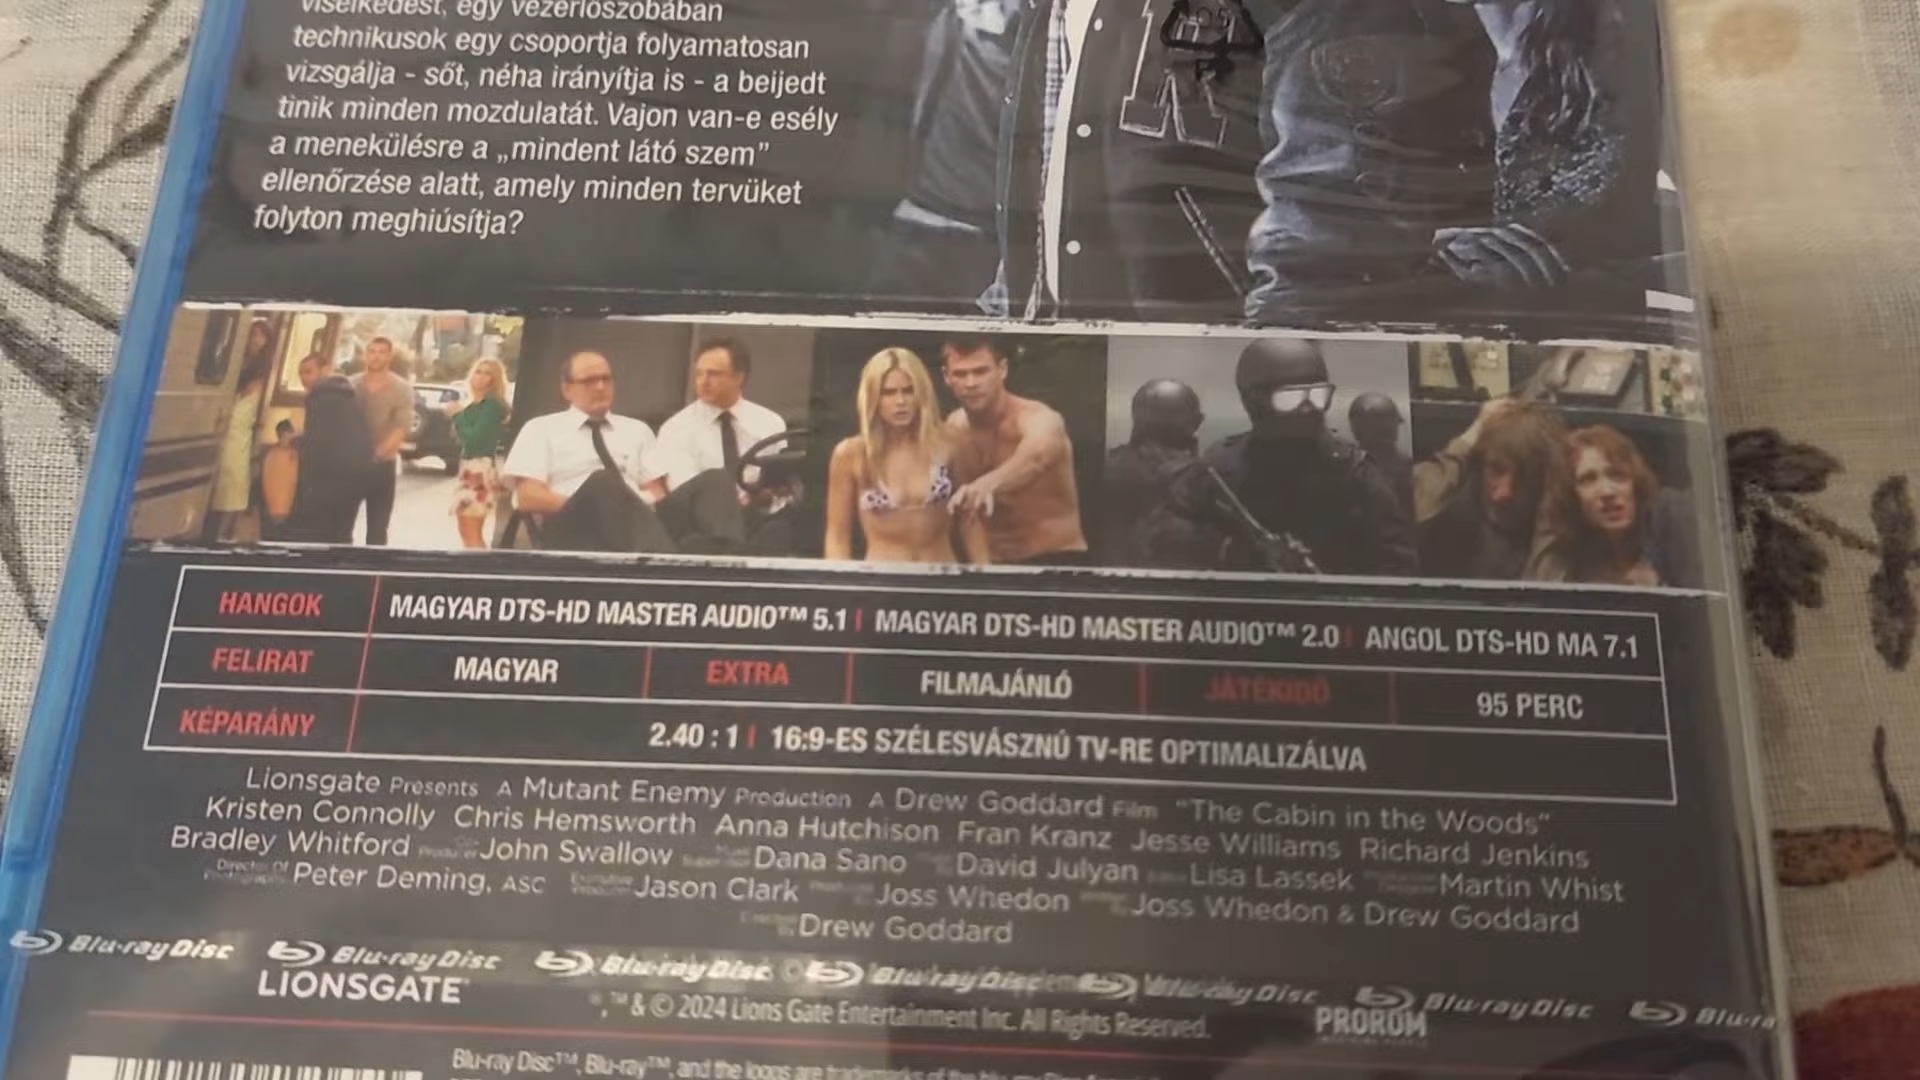 viselkedést, egy vezérlőszobában
technikusok egy csoportja folyamatosan
vizsgálja - sőt, néha irányítja is - a beijedt
tinik minden mozdulatát. Vajon van-e esély
a menekülésre a „mindent látó szem”
ellenőrzése alatt, amely minden tervüket
folyton meghiúsítja?
HANGOK MAGYAR DTS-HD MASTER AUDIO™ 5.1 | MAGYAR DTS-HD MASTER AUDIO™ 2.0 | ANGOL DTS-HD MA 7.1
FELIRAT MAGYAR EXTRA FILMAJÁNLÓ JÁTÉKIDŐ 95 PERC
KÉPARÁNY 2.40 : 1 | 16:9-ES SZÉLESVÁSZNÚ TV-RE OPTIMALIZÁLVA
Lionsgate Presents A Mutant Enemy Production A Drew Goddard Film “The Cabin in the Woods”
Kristen Connolly Chris Hemsworth Anna Hutchison Fran Kranz Jesse Williams Richard Jenkins
Bradley Whitford John Swallow Dana Sano David Julyan Lisa Lassek Martin Whist
Director Of Photography Peter Deming, ASC Executive Producer Jason Clark Joss Whedon Joss Whedon & Drew Goddard
Drew Goddard
Blu-ray Disc Blu-ray Disc Blu-ray Disc Blu-ray Disc Blu-ray Disc Blu-ray Disc
LIONSGATE
®,™ & © 2024 Lions Gate Entertainment Inc. All Rights Reserved.
PROROM
Blu-ray Disc™, Blu-ray™, and the logos are trademarks of the